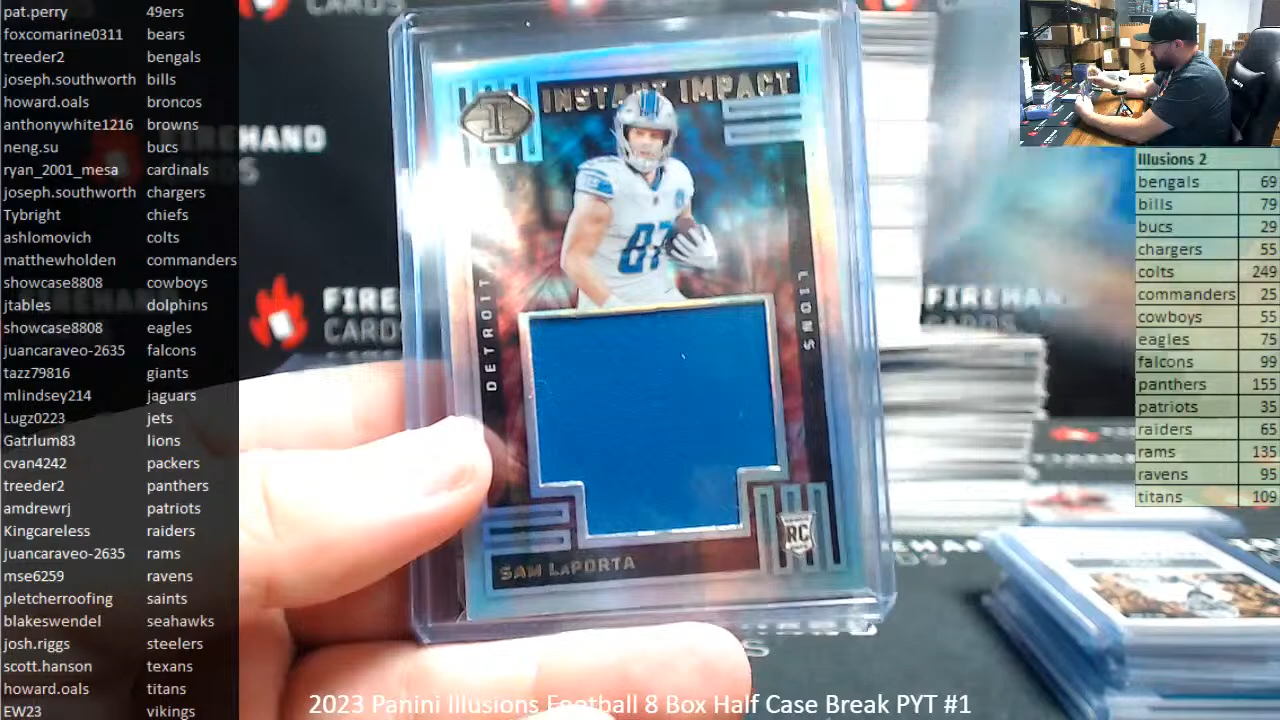 pat.perry 49ers
foxcomarine0311 bears
treeder2 bengals
joseph.southworth bills
howard.oals broncos
anthonywhite1216 browns
neng.su bucs
ryan_2001_mesa cardinals
joseph.southworth chargers
Tybright chiefs
ashlomovich colts
matthewholden commanders
showcase8808 cowboys
jtables dolphins
showcase8808 eagles
juancaraveo-2635 falcons
tazz79816 giants
mlindsey214 jaguars
Lugz0223 jets
Gatrlum83 lions
cvan4242 packers
treeder2 panthers
amdrewrj patriots
Kingcareless raiders
juancaraveo-2635 rams
mse6259 ravens
pletcherroofing saints
blakeswendel seahawks
josh.riggs steelers
scott.hanson texans
howard.oals titans
EW23 vikings
FIREHAND
CARDS
INSTANT IMPACT
I
87
DETROIT
LIONS
SAM LAPORTA
RC
FIREHAND
CARDS
Illusions 2
bengals 69
bills 79
bucs 29
chargers 55
colts 249
commanders 25
cowboys 55
eagles 75
falcons 99
panthers 155
patriots 35
raiders 65
rams 135
ravens 95
titans 109
2023 Panini Illusions Football 8 Box Half Case Break PYT #1